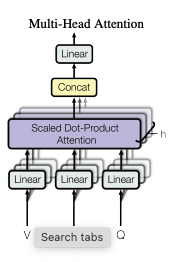 Multi-Head Attention
Linear
Concat
Scaled Dot-Product
Attention
h
Linear Linear Linear
V Q
Search tabs